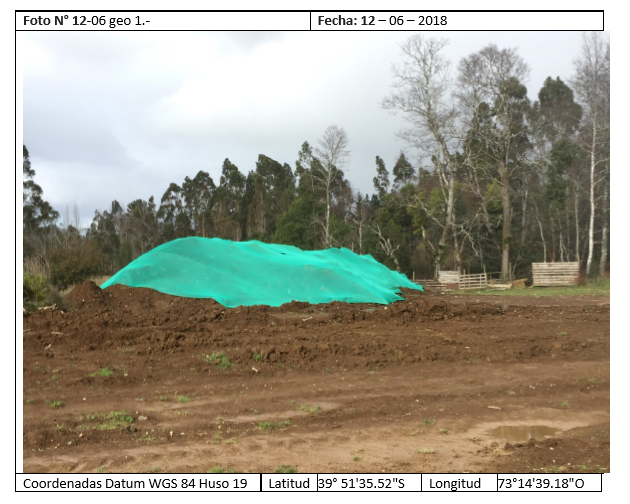 Foto N° 12-06 geo 1.- Fecha: 12 – 06 – 2018
Coordenadas Datum WGS 84 Huso 19 Latitud 39° 51'35.52"S Longitud 73°14'39.18"O